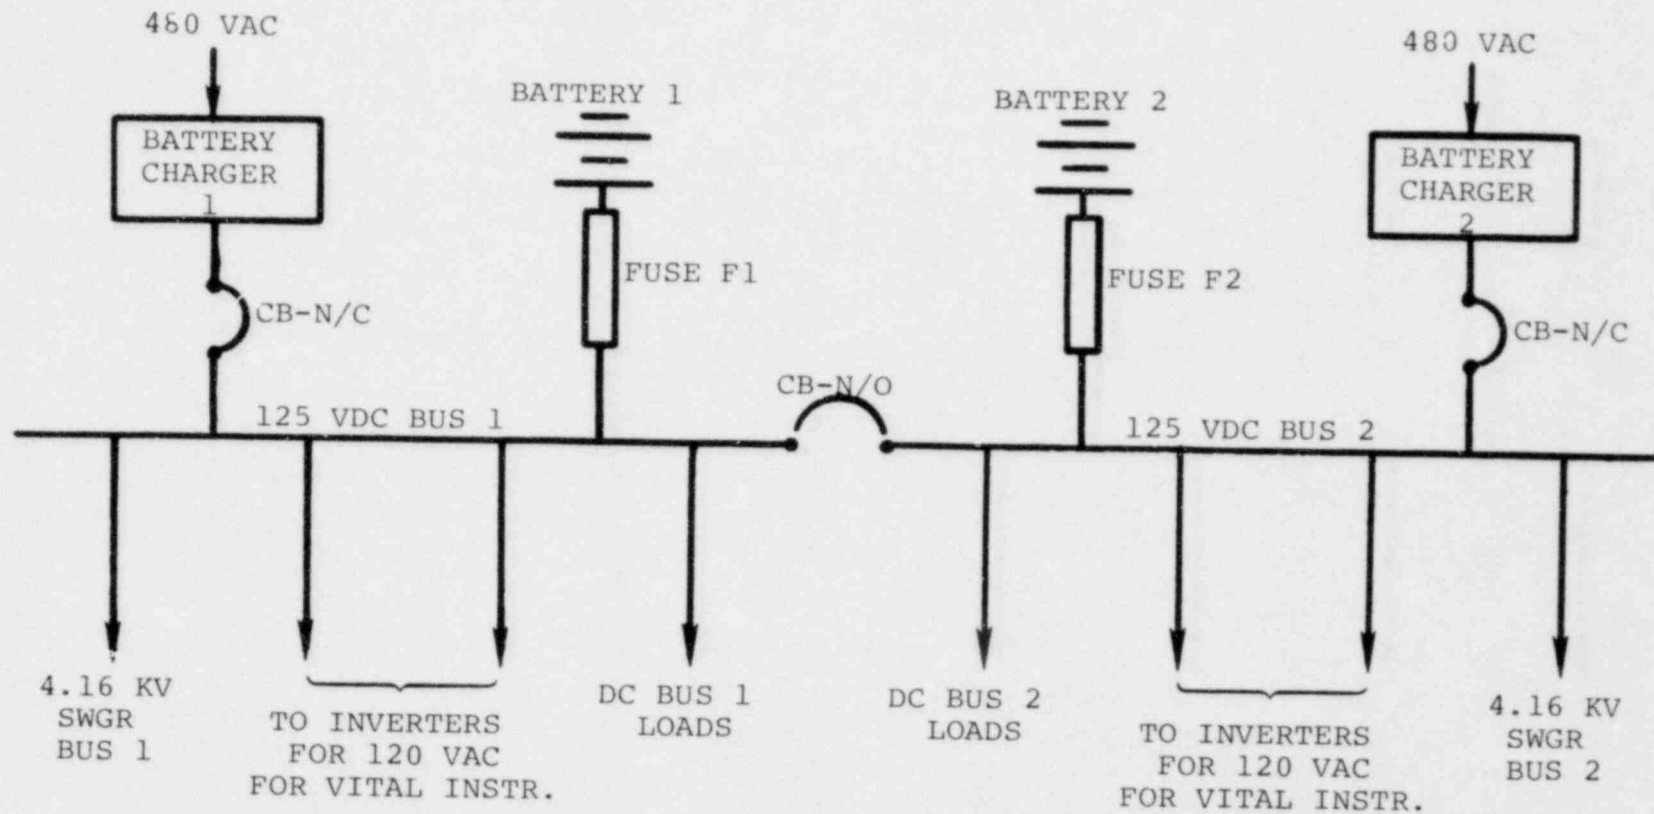 480 VAC
BATTERY
CHARGER
1
CB-N/C
BATTERY 1
FUSE F1
125 VDC BUS 1
CB-N/O
BATTERY 2
FUSE F2
480 VAC
BATTERY
CHARGER
2
CB-N/C
125 VDC BUS 2
4.16 KV
SWGR
BUS 1
TO INVERTERS
FOR 120 VAC
FOR VITAL INSTR.
DC BUS 1
LOADS
DC BUS 2
LOADS
TO INVERTERS
FOR 120 VAC
FOR VITAL INSTR.
4.16 KV
SWGR
BUS 2